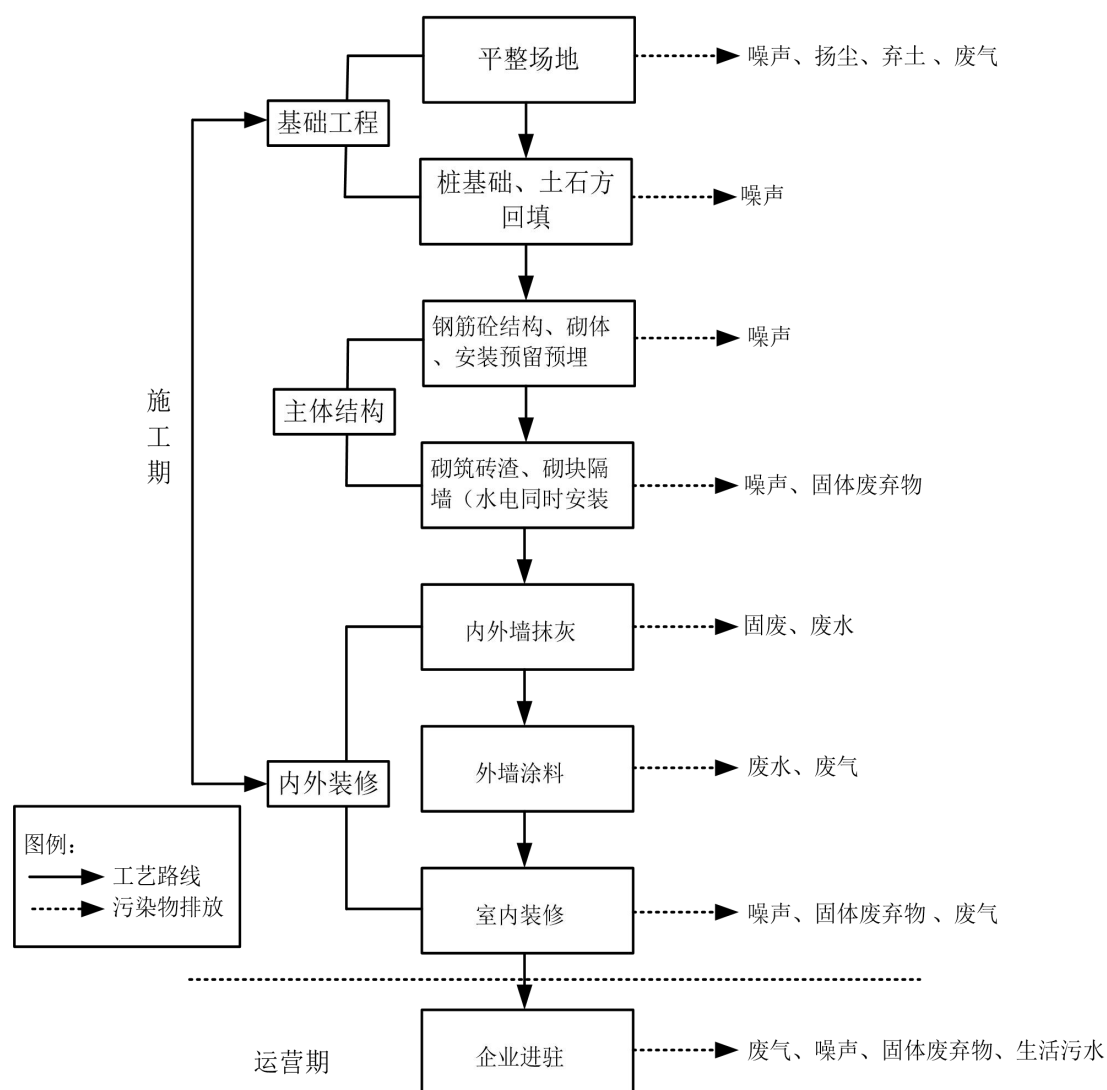 平整场地
噪声、扬尘、弃土 、废气
基础工程
桩基础、土石方
回填
噪声
钢筋砼结构、砌体
、安装预留预埋
噪声
施
工
期
主体结构
砌筑砖渣、砌块隔
墙（水电同时安装
噪声、固体废弃物
内外墙抹灰
固废、废水
内外装修
外墙涂料
废水、废气
图例：
工艺路线
污染物排放
室内装修
噪声、固体废弃物 、废气
运营期
企业进驻
废气、噪声、固体废弃物、生活污水